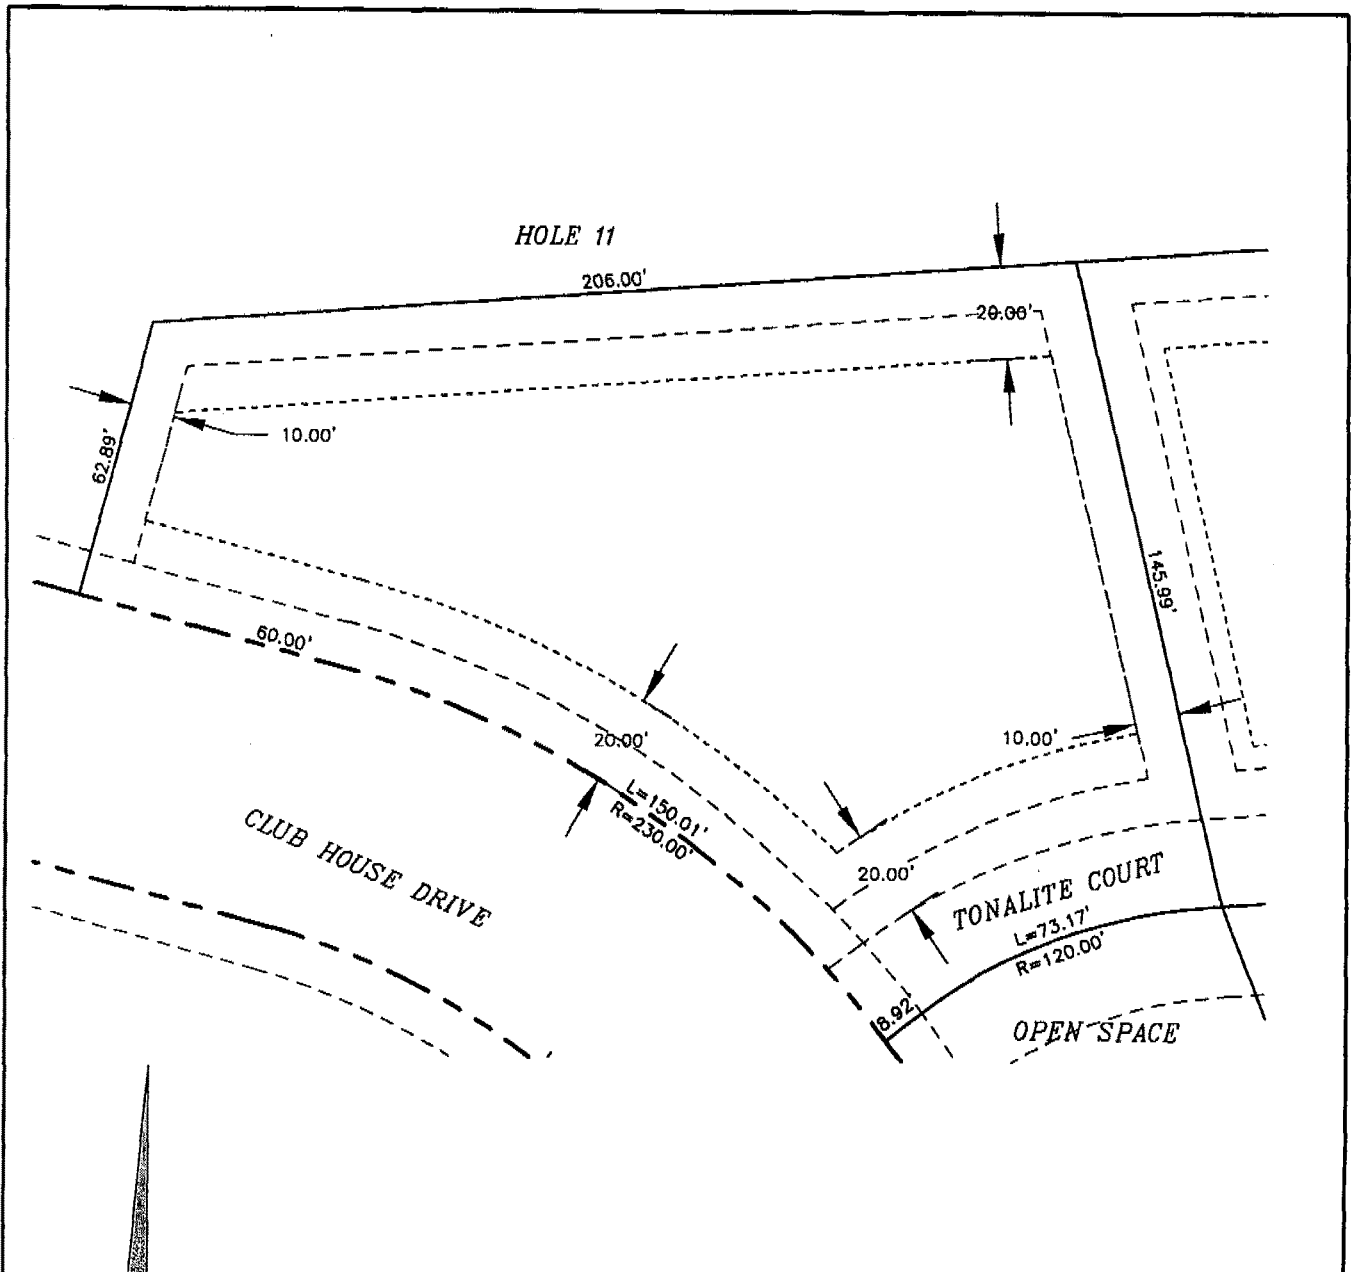 HOLE 11
206.00'
20.00'
10.00'
62.89'
145.99'
60.00'
20.00'
10.00'
L=150.01'
R=230.00'
CLUB HOUSE DRIVE
20.00'
TONALITE COURT
L=73.17'
R=120.00'
8.92'
OPEN SPACE